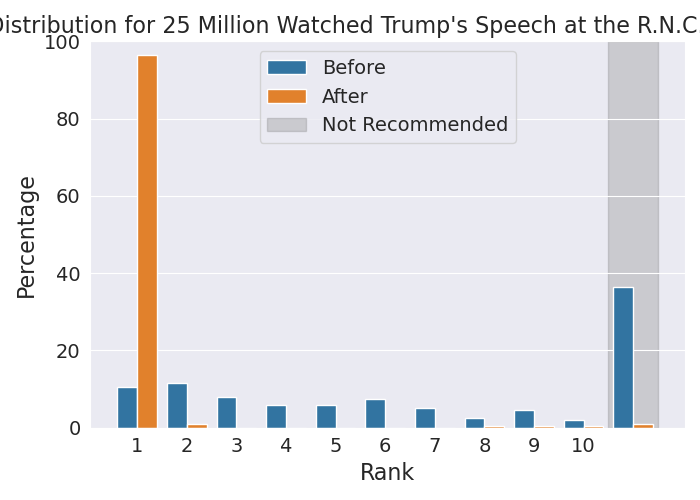 Distribution for 25 Million Watched Trump's Speech at the R.N.C.
100
80
60
40
20
0
Percentage
Before
After
Not Recommended
1 2 3 4 5 6 7 8 9 10
Rank